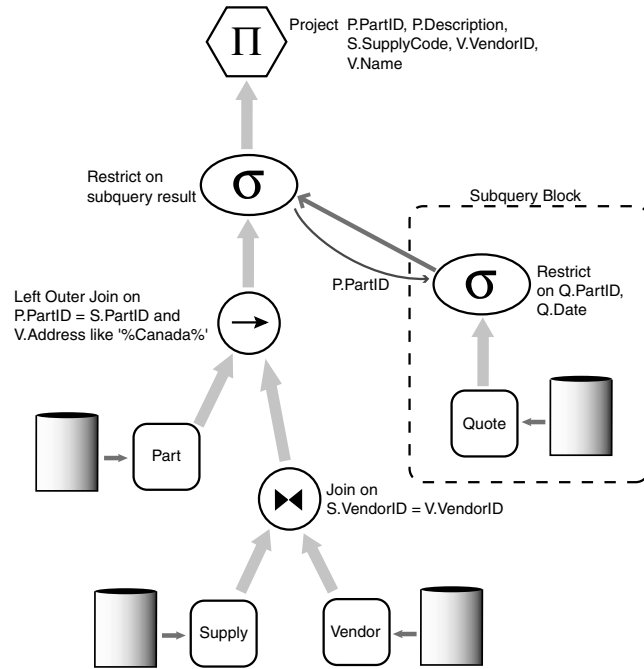 Π
Project P.PartID, P.Description,
S.SupplyCode, V.VendorID,
V.Name
Restrict on
subquery result
σ
Subquery Block
P.PartID
σ
Restrict
on Q.PartID,
Q.Date
Left Outer Join on
P.PartID = S.PartID and
V.Address like '%Canada%'
Quote
Part
Join on
S.VendorID = V.VendorID
Supply
Vendor